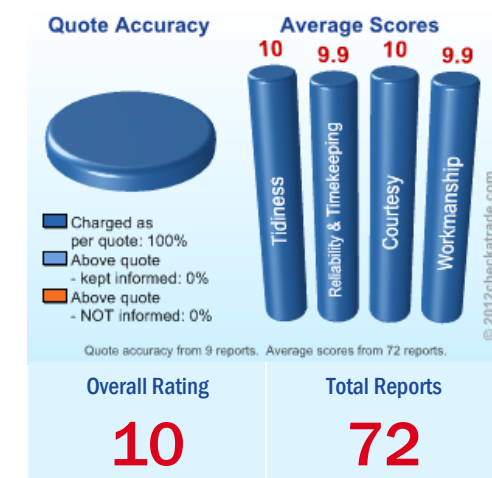 Quote Accuracy
Average Scores
10
9.9
10
9.9
Tidiness
Reliability & Timekeeping
Courtesy
Workmanship
Charged as
per quote: 100%
Above quote
- kept informed: 0%
Above quote
- NOT informed: 0%
© 2012checkatrade.com
Quote accuracy from 9 reports. Average scores from 72 reports.
Overall Rating
Total Reports
10
72